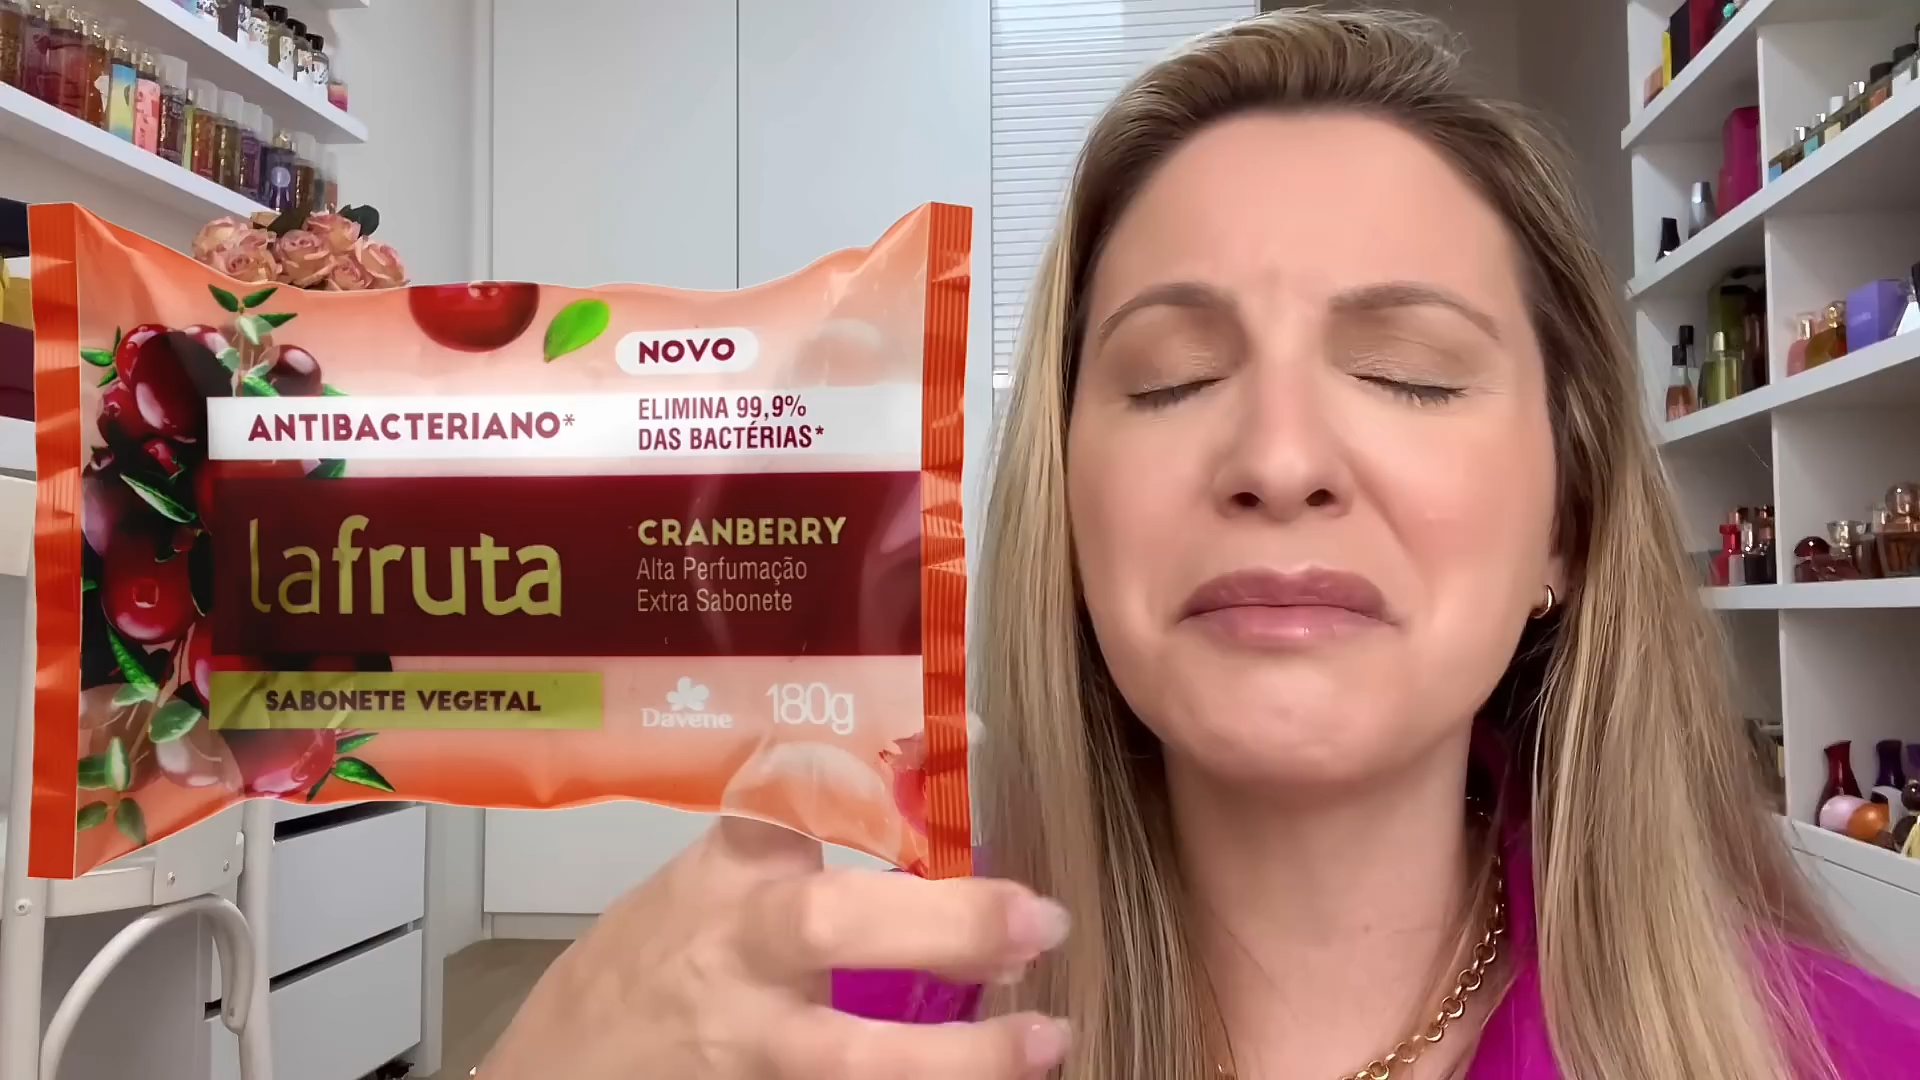 NOVO
ANTIBACTERIANO*
ELIMINA 99,9%
DAS BACTÉRIAS*
lafruta
CRANBERRY
Alta Perfumação
Extra Sabonete
SABONETE VEGETAL
Davene
180g